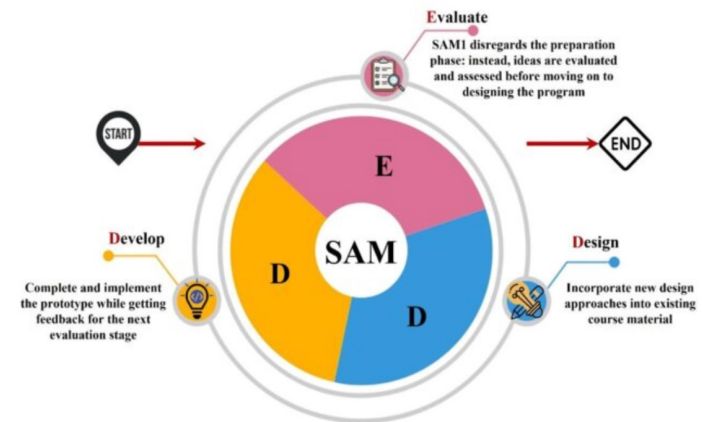 Evaluate
SAM1 disregards the preparation
phase: instead, ideas are evaluated
and assessed before moving on to
designing the program
START
END
E
SAM
D
D
Develop
Complete and implement
the prototype while getting
feedback for the next
evaluation stage
Design
Incorporate new design
approaches into existing
course material